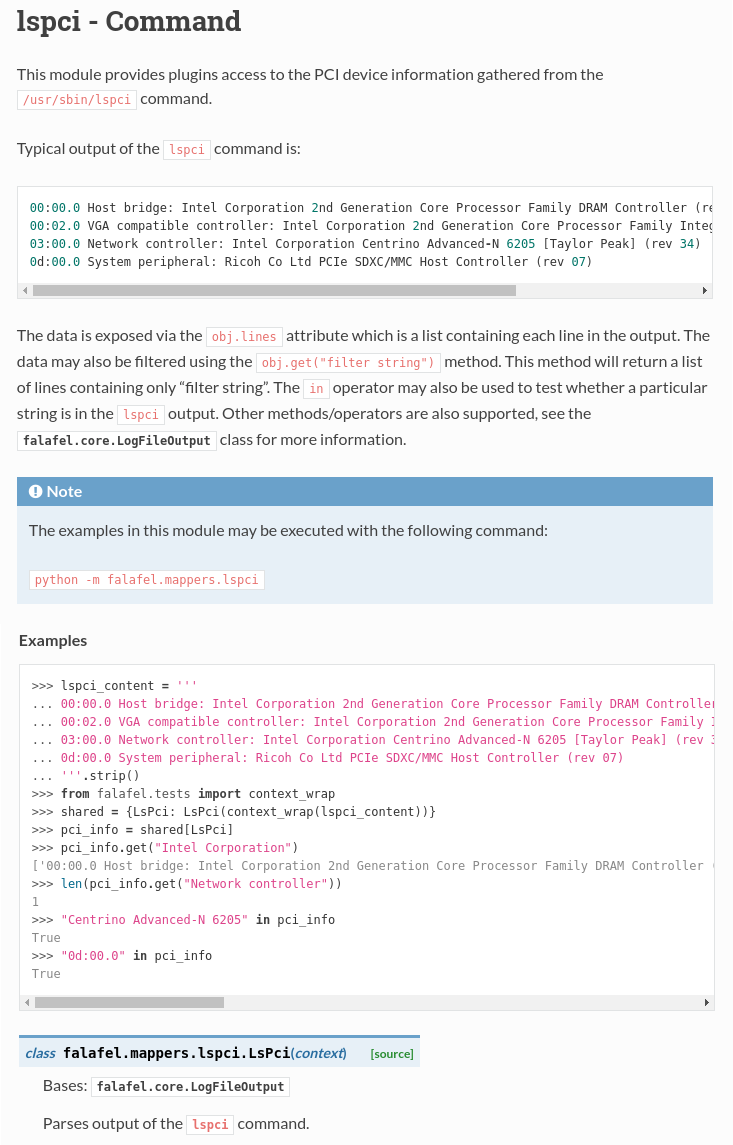 lspci - Command
This module provides plugins access to the PCI device information gathered from the
/usr/sbin/lspci command.
Typical output of the lspci command is:
00:00.0 Host bridge: Intel Corporation 2nd Generation Core Processor Family DRAM Controller (re
00:02.0 VGA compatible controller: Intel Corporation 2nd Generation Core Processor Family Integ
03:00.0 Network controller: Intel Corporation Centrino Advanced-N 6205 [Taylor Peak] (rev 34)
0d:00.0 System peripheral: Ricoh Co Ltd PCIe SDXC/MMC Host Controller (rev 07)
The data is exposed via the obj.lines attribute which is a list containing each line in the output. The
data may also be filtered using the obj.get("filter string") method. This method will return a list
of lines containing only “filter string”. The in operator may also be used to test whether a particular
string is in the lspci output. Other methods/operators are also supported, see the
falafel.core.LogFileOutput class for more information.
Note
The examples in this module may be executed with the following command:
python -m falafel.mappers.lspci
Examples
>>> lspci_content = '''
... 00:00.0 Host bridge: Intel Corporation 2nd Generation Core Processor Family DRAM Controller
... 00:02.0 VGA compatible controller: Intel Corporation 2nd Generation Core Processor Family I
... 03:00.0 Network controller: Intel Corporation Centrino Advanced-N 6205 [Taylor Peak] (rev 3
... 0d:00.0 System peripheral: Ricoh Co Ltd PCIe SDXC/MMC Host Controller (rev 07)
... '''.strip()
>>> from falafel.tests import context_wrap
>>> shared = {LsPci: LsPci(context_wrap(lspci_content))}
>>> pci_info = shared[LsPci]
>>> pci_info.get("Intel Corporation")
['00:00.0 Host bridge: Intel Corporation 2nd Generation Core Processor Family DRAM Controller (
>>> len(pci_info.get("Network controller"))
1
>>> "Centrino Advanced-N 6205" in pci_info
True
>>> "0d:00.0" in pci_info
True
class falafel.mappers.lspci.LsPci(context) [source]
Bases: falafel.core.LogFileOutput
Parses output of the lspci command.